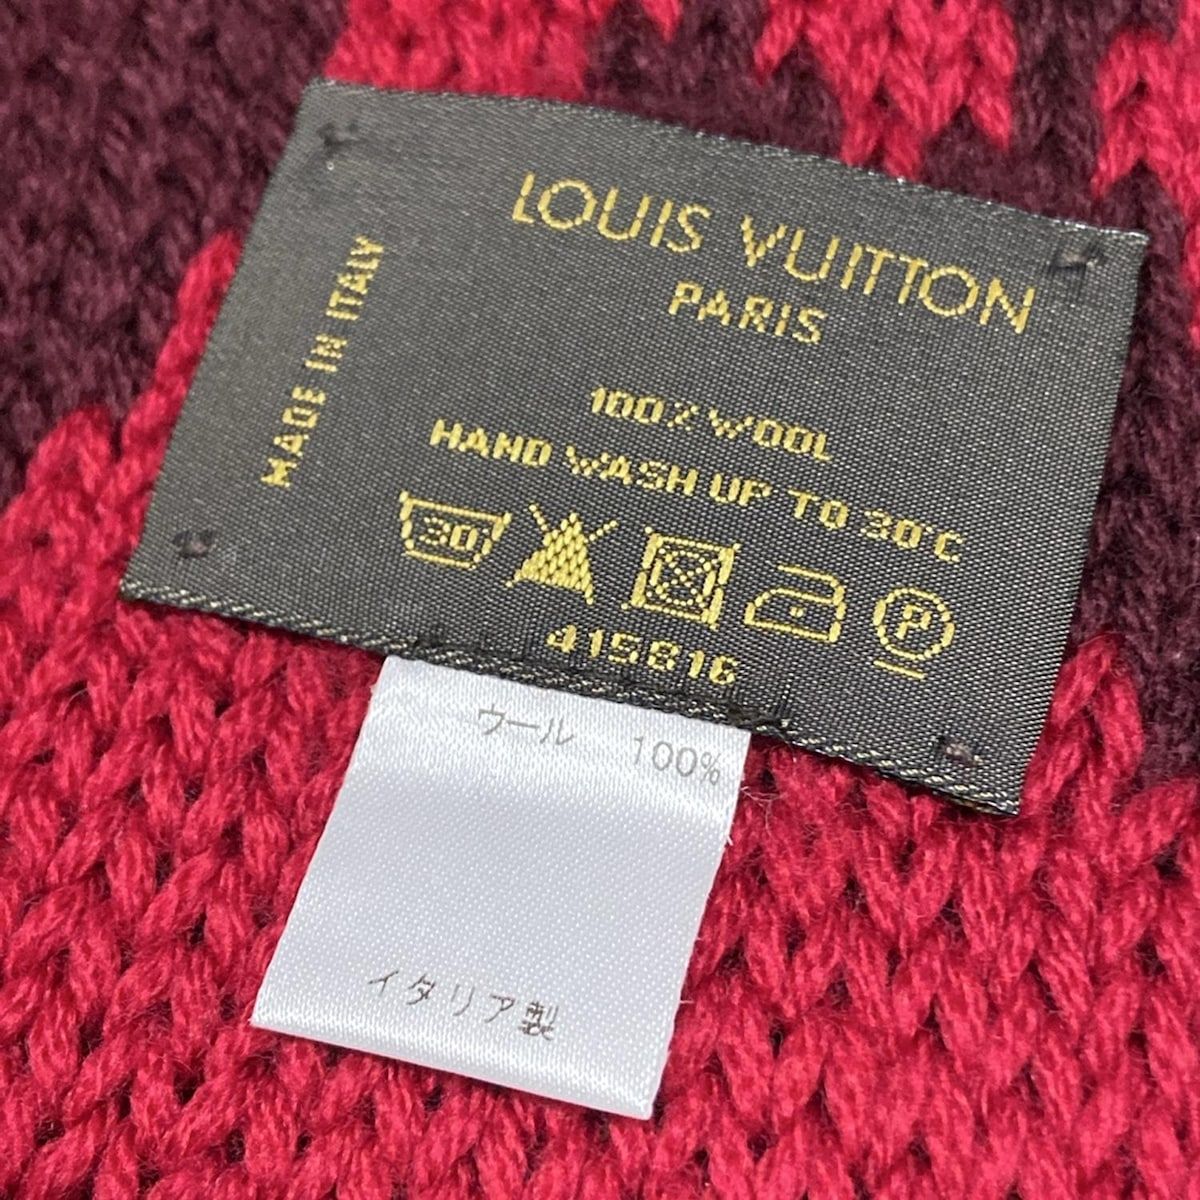 LOUIS VUITTON
PARIS
MADE IN ITALY
100% WOOL
HAND WASH UP TO 30°C
30
P
415816
ウール 100%
イタリア製